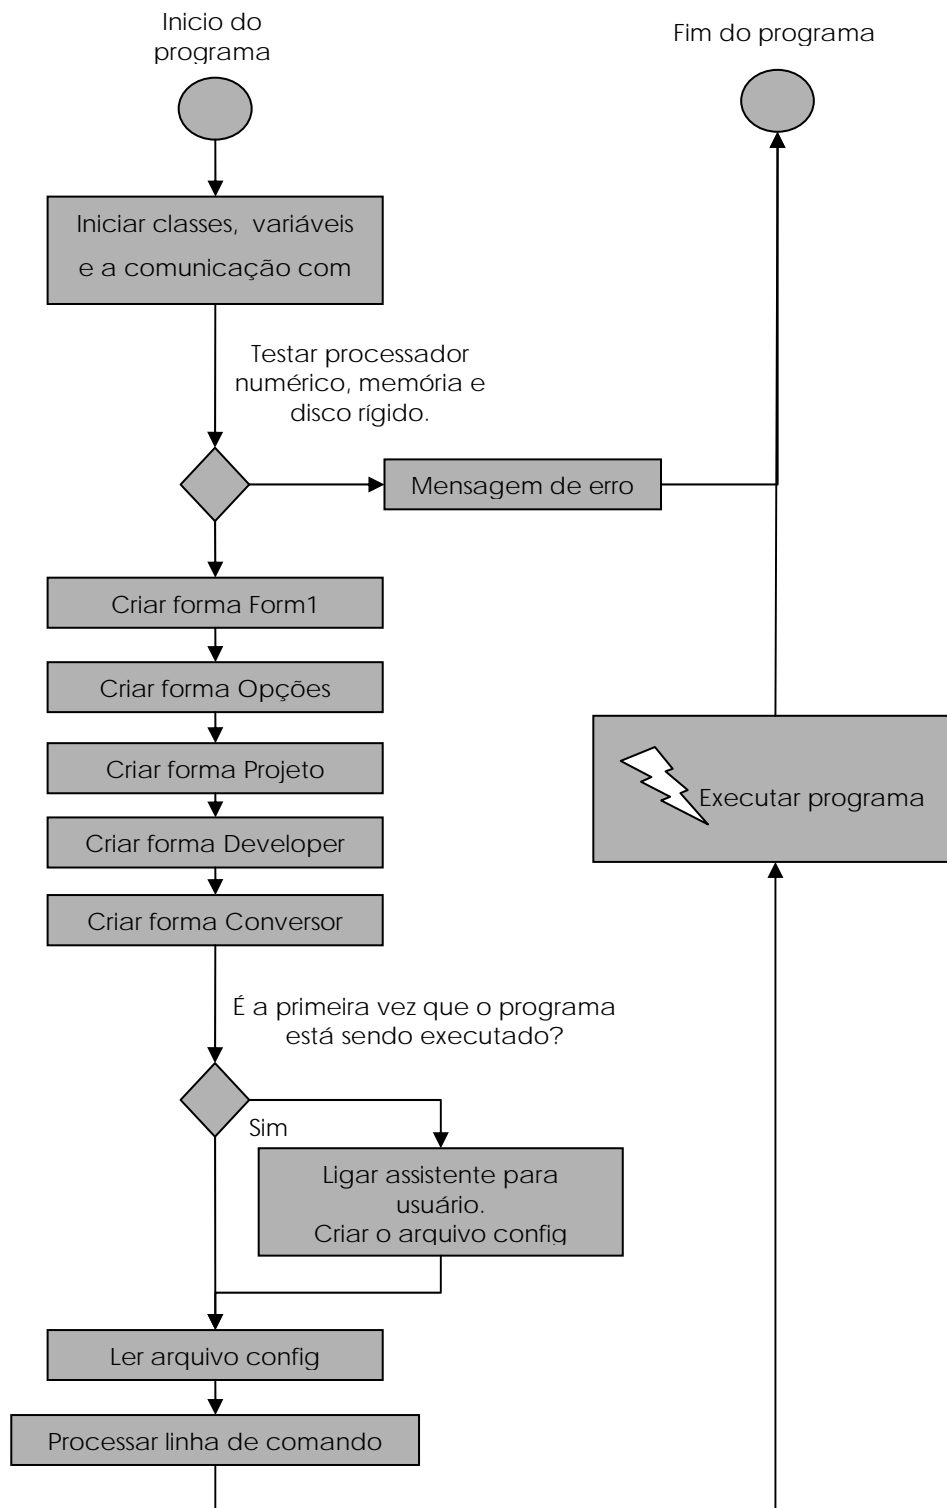 Inicio do
programa
Fim do programa
Iniciar classes, variáveis
e a comunicação com
Testar processador
numérico, memória e
disco rígido.
Mensagem de erro
Criar forma Form1
Criar forma Opções
Criar forma Projeto
Executar programa
Criar forma Developer
Criar forma Conversor
É a primeira vez que o programa
está sendo executado?
Sim
Ligar assistente para
usuário.
Criar o arquivo config
Ler arquivo config
Processar linha de comando